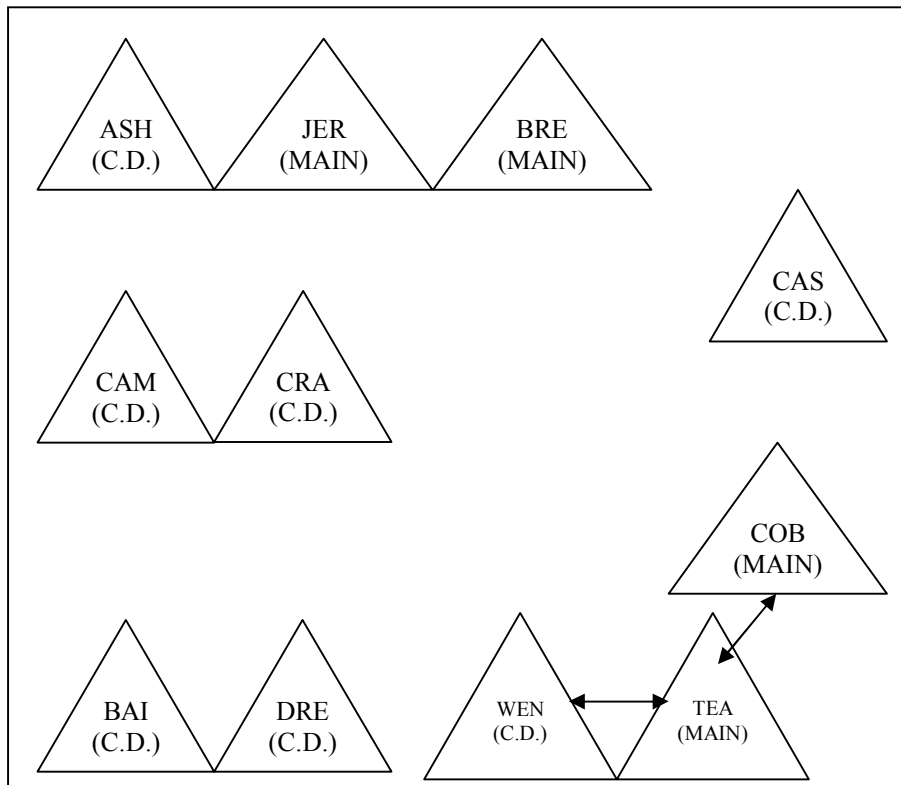 ASH
(C.D.)
JER
(MAIN)
BRE
(MAIN)
CAS
(C.D.)
CAM
(C.D.)
CRA
(C.D.)
COB
(MAIN)
BAI
(C.D.)
DRE
(C.D.)
WEN
(C.D.)
TEA
(MAIN)